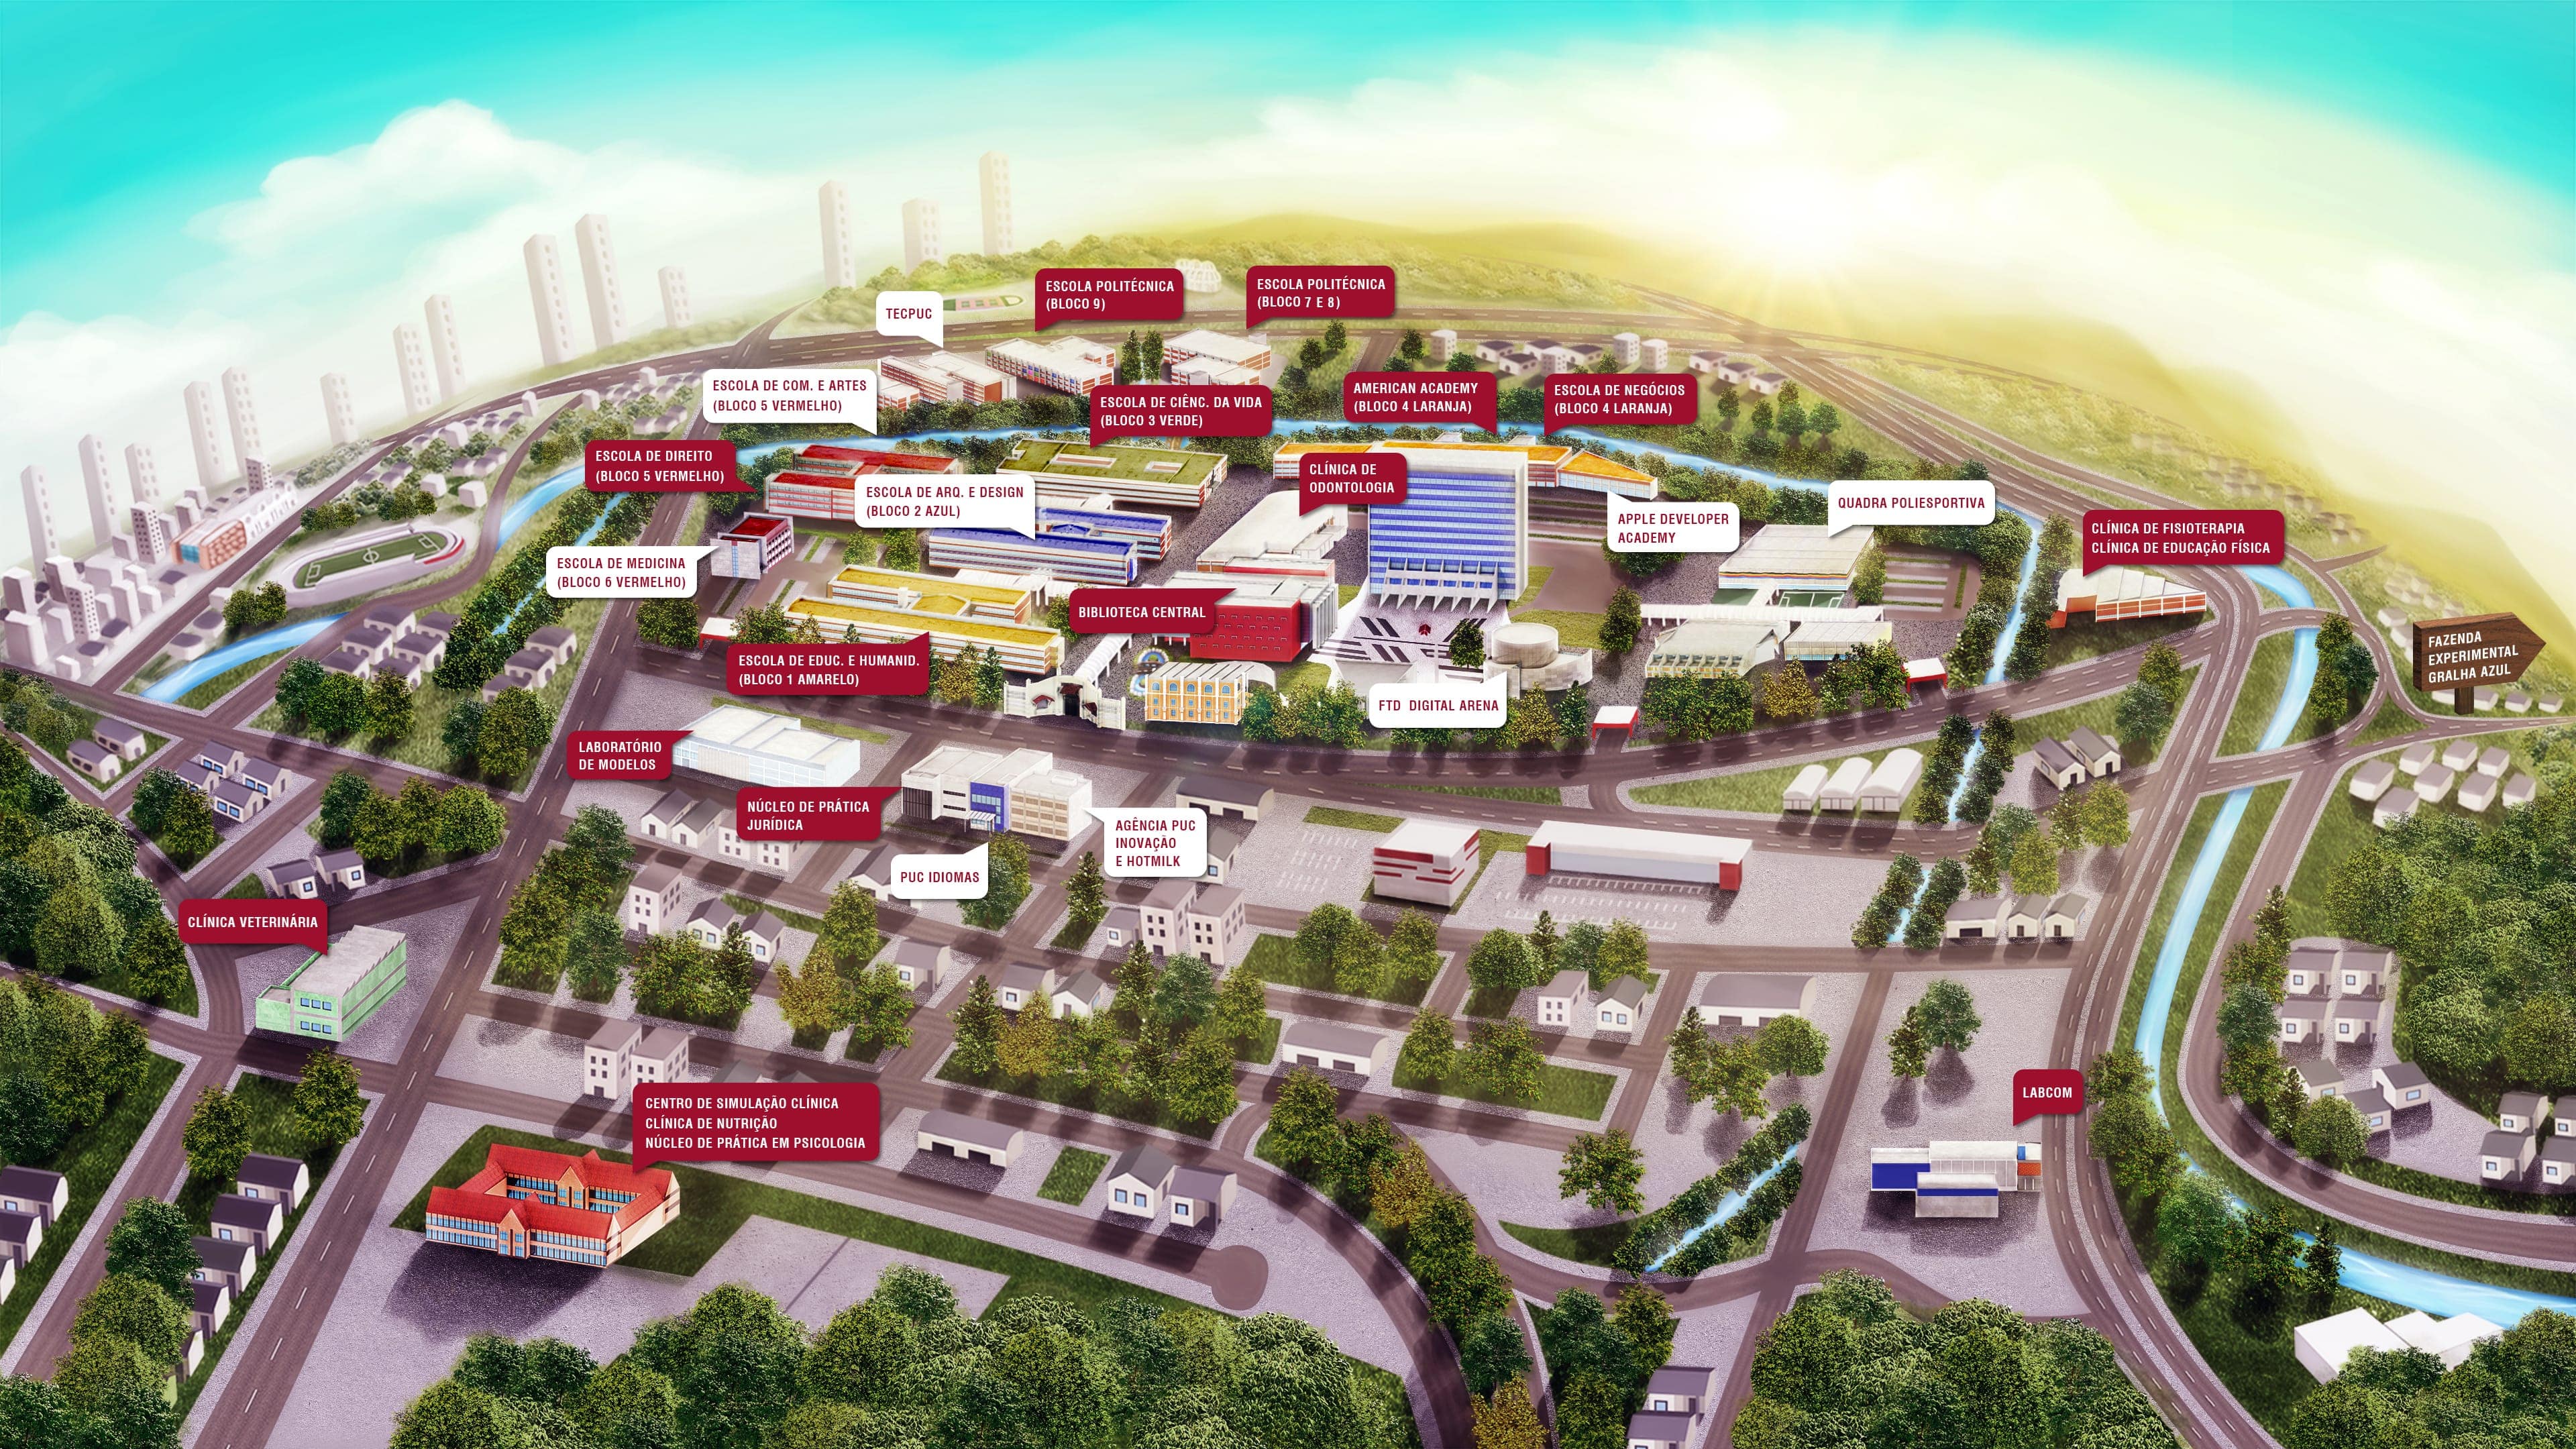 ESCOLA POLITÉCNICA
(BLOCO 9)
ESCOLA POLITÉCNICA
(BLOCO 7 E 8)
TECPUC
ESCOLA DE COM. E ARTES
(BLOCO 5 VERMELHO)
ESCOLA DE CIÊNC. DA VIDA
(BLOCO 3 VERDE)
AMERICAN ACADEMY
(BLOCO 4 LARANJA)
ESCOLA DE NEGÓCIOS
(BLOCO 4 LARANJA)
ESCOLA DE DIREITO
(BLOCO 5 VERMELHO)
ESCOLA DE ARQ. E DESIGN
(BLOCO 2 AZUL)
CLÍNICA DE
ODONTOLOGIA
APPLE DEVELOPER
ACADEMY
QUADRA POLIESPORTIVA
CLÍNICA DE FISIOTERAPIA
CLÍNICA DE EDUCAÇÃO FÍSICA
ESCOLA DE MEDICINA
(BLOCO 6 VERMELHO)
BIBLIOTECA CENTRAL
ESCOLA DE EDUC. E HUMANID.
(BLOCO 1 AMARELO)
FTD DIGITAL ARENA
FAZENDA
EXPERIMENTAL
GRALHA AZUL
LABORATÓRIO
DE MODELOS
NÚCLEO DE PRÁTICA
JURÍDICA
AGÊNCIA PUC
INOVAÇÃO
E HOTMILK
PUC IDIOMAS
CLÍNICA VETERINÁRIA
CENTRO DE SIMULAÇÃO CLÍNICA
CLÍNICA DE NUTRIÇÃO
NÚCLEO DE PRÁTICA EM PSICOLOGIA
LABCOM